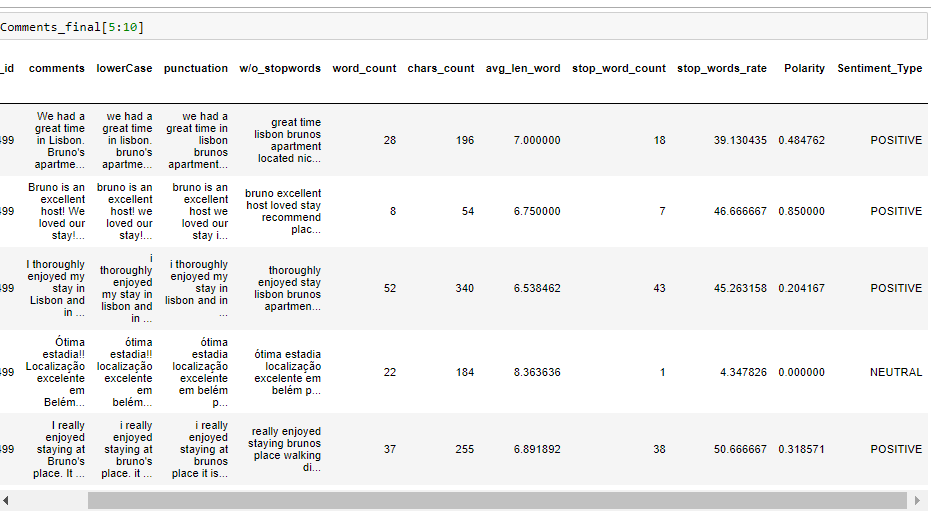 Comments_final[5:10]
_id comments lowerCase punctuation w/o_stopwords word_count chars_count avg_len_word stop_word_count stop_words_rate Polarity Sentiment_Type
499
We had a
great time
in Lisbon.
Bruno's
apartme...
we had a
great time
in lisbon.
bruno's
apartme...
we had a
great time in
lisbon
brunos
apartment...
great time
lisbon brunos
apartment
located nic...
28 196 7.000000 18 39.130435 0.484762 POSITIVE
499
Bruno is an
excellent
host! We
loved our
stay!...
bruno is an
excellent
host! we
loved our
stay!...
bruno is an
excellent
host we
loved our
stay i...
bruno excellent
host loved stay
recommend
plac...
8 54 6.750000 7 46.666667 0.850000 POSITIVE
499
I thoroughly
enjoyed my
stay in
Lisbon and
in ...
i
thoroughly
enjoyed
my stay in
lisbon and
in ...
i thoroughly
enjoyed my
stay in
lisbon and in
...
thoroughly
enjoyed stay
lisbon brunos
apartmen...
52 340 6.538462 43 45.263158 0.204167 POSITIVE
499
Ótima
estadia!!
Localização
excelente
em
Belém...
ótima
estadia!!
localização
excelente
em
belém...
ótima
estadia
localização
excelente
em belém
p...
ótima estadia
localização
excelente em
belém p...
22 184 8.363636 1 4.347826 0.000000 NEUTRAL
499
I really
enjoyed
staying at
Bruno's
place. It ...
i really
enjoyed
staying at
bruno's
place. it ...
i really
enjoyed
staying at
brunos
place it is...
really enjoyed
staying brunos
place walking
di...
37 255 6.891892 38 50.666667 0.318571 POSITIVE